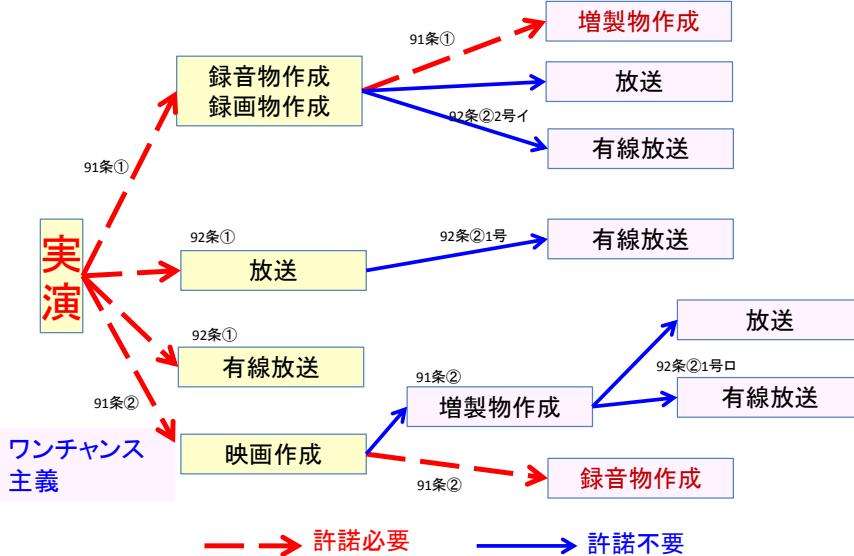 91条①
増製物作成
録音物作成
録画物作成
放送
92条②2号イ
有線放送
91条①
実
演
92条①
放送
92条②1号
有線放送
92条①
有線放送
91条②
映画作成
91条②
増製物作成
放送
92条②1号ロ
有線放送
91条②
録音物作成
ワンチャンス
主義
許諾必要
許諾不要